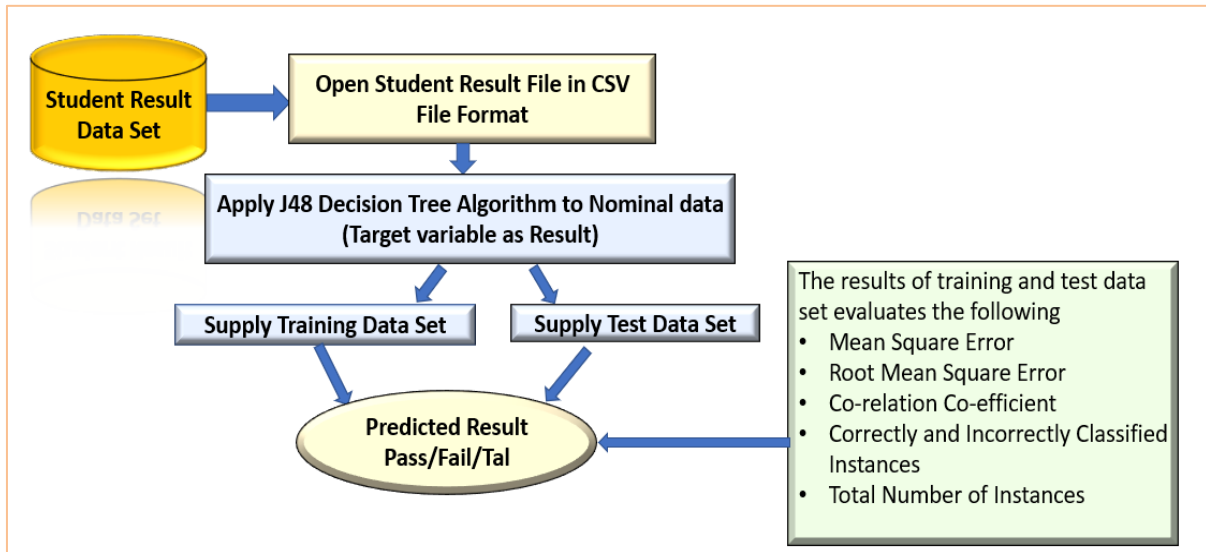 Student Result
Data Set
Open Student Result File in CSV
File Format
Apply J48 Decision Tree Algorithm to Nominal data
(Target variable as Result)
Supply Training Data Set
Supply Test Data Set
Predicted Result
Pass/Fail/Tal
The results of training and test data
set evaluates the following
• Mean Square Error
• Root Mean Square Error
• Co-relation Co-efficient
• Correctly and Incorrectly Classified
Instances
• Total Number of Instances